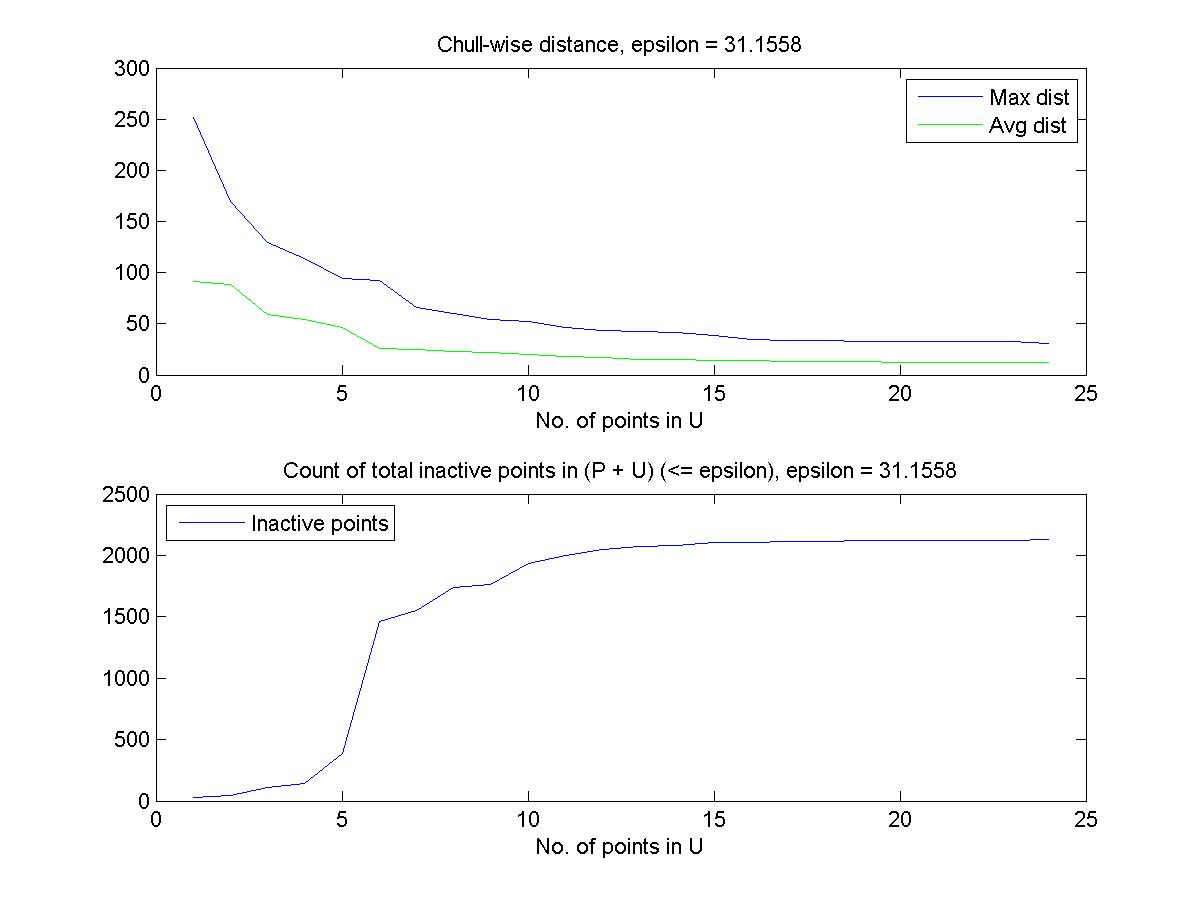 Chull-wise distance, epsilon = 31.1558
300
250
200
150
100
50
0
Max dist
Avg dist
0 5 10 15 20 25
No. of points in U
Count of total inactive points in (P + U) (<= epsilon), epsilon = 31.1558
2500
2000
1500
1000
500
0
Inactive points
0 5 10 15 20 25
No. of points in U